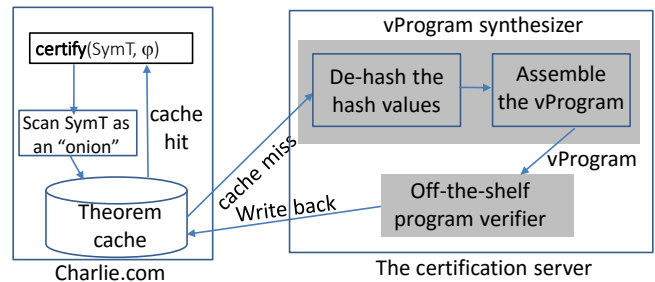 certify(SymT, φ)
Scan SymT as
an “onion”
cache
hit
Theorem
cache
Charlie.com
cache miss
Write back
vProgram synthesizer
De-hash the
hash values
Assemble
the vProgram
vProgram
Off-the-shelf
program verifier
The certification server